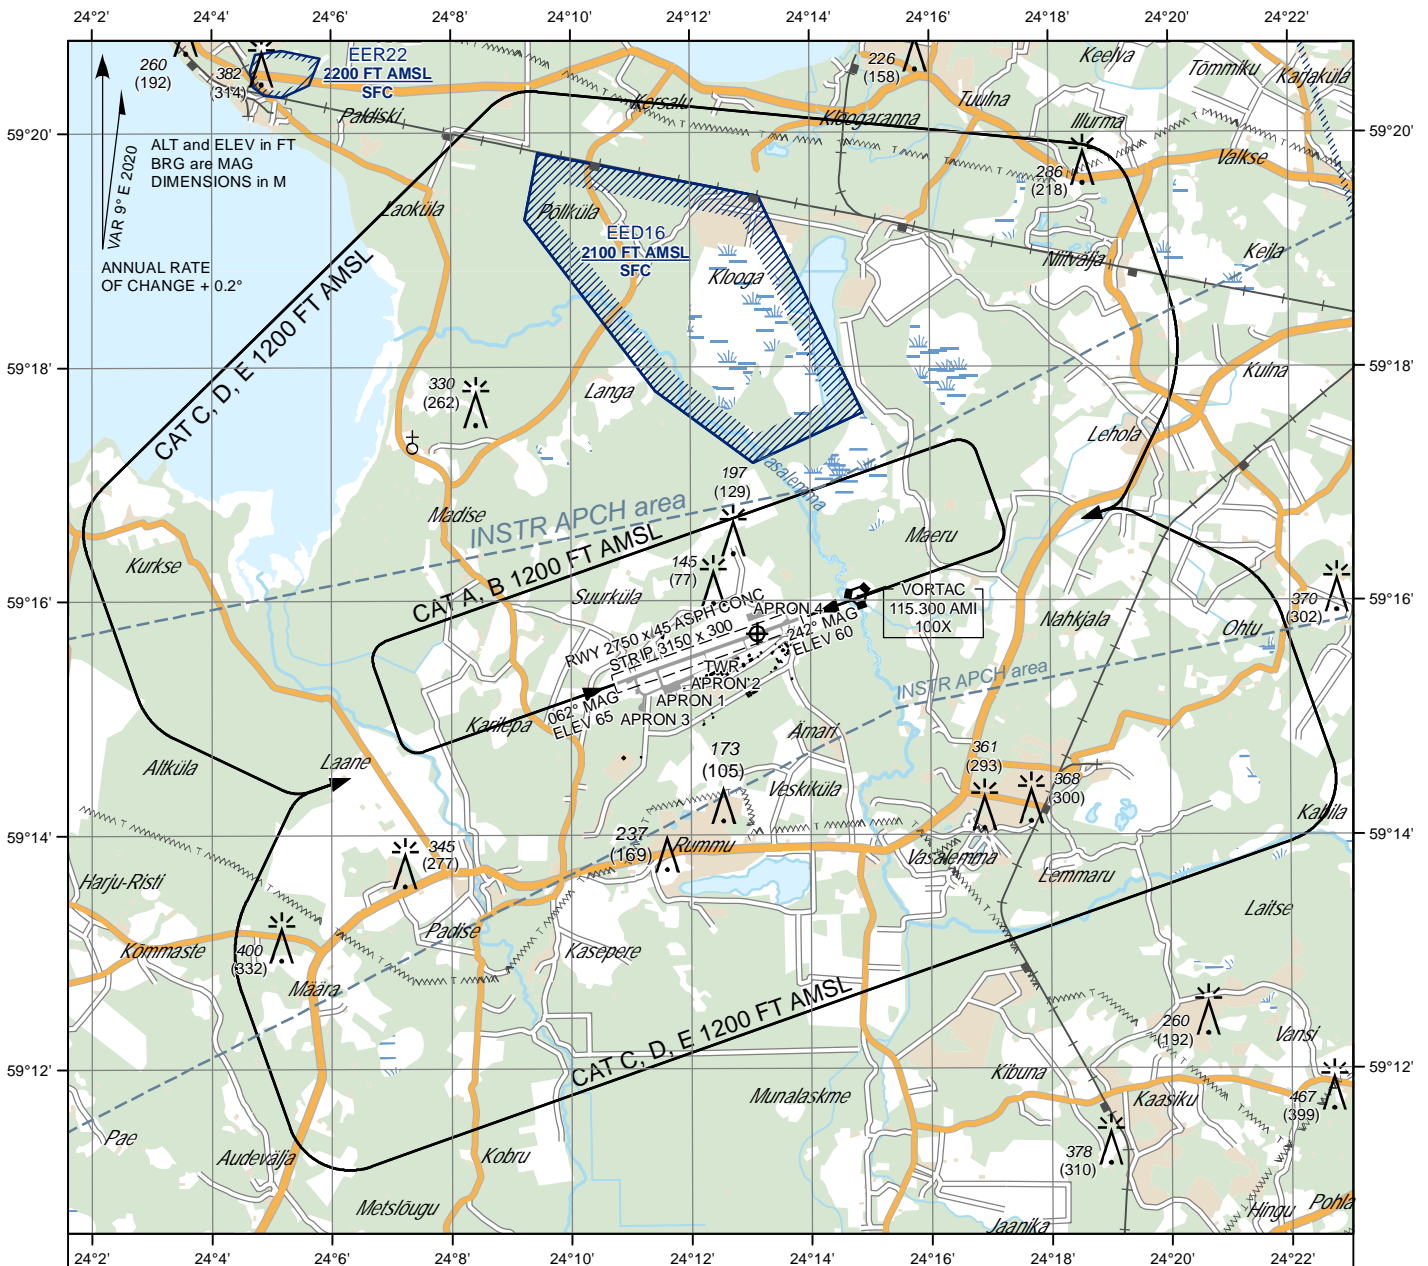 24°2' 24°4' 24°6' 24°8' 24°10' 24°12' 24°14' 24°16' 24°18' 24°20' 24°22'
260
(192)
382
(314)
EER22
2200 FT AMSL
SFC
226
(158)
Keelva
Tõmmiku
Karjaküla
Paldiski
Kersalu
Kloogaranna
Tuulna
Illurma
59°20'
59°20'
ALT and ELEV in FT
BRG are MAG
DIMENSIONS in M
VAR 9° E 2020
ANNUAL RATE
OF CHANGE + 0.2°
286
(218)
Valkse
Laoküla
Põllküla
EED16
2100 FT AMSL
SFC
Klooga
Niitvälja
Keila
CAT C, D, E 1200 FT AMSL
59°18'
59°18'
330
(262)
Langa
Kulna
Lehola
197
(129)
Vasalemma
Madise
INSTR APCH area
Maeru
CAT A, B 1200 FT AMSL
145
(77)
Kurkse
59°16'
59°16'
Suurküla
APRON 4
VORTAC
115.300 AMI
100X
Nahkjala
370
(302)
Ohtu
RWY 2750 x 45 ASPH CONC
STRIP 3150 x 300
242° MAG
ELEV 60
TWR
APRON 2
APRON 1
APRON 3
062° MAG
ELEV 65
INSTR APCH area
Karilepa
Ämari
Laane
Altküla
173
(105)
Veskiküla
361
(293)
368
(300)
Kabila
59°14'
59°14'
237
(169)
Rummu
345
(277)
Vasalemma
Lemmaru
Harju-Risti
Laitse
Padise
Kasepere
400
(332)
Kõmmaste
Määra
CAT C, D, E 1200 FT AMSL
260
(192)
Vansi
59°12'
59°12'
Kibuna
Munalaskme
Kaasiku
467
(399)
Pae
Audevälja
Kobru
378
(310)
Metslõugu
Jaanika
Hingu
Pohla
24°2' 24°4' 24°6' 24°8' 24°10' 24°12' 24°14' 24°16' 24°18' 24°20' 24°22'